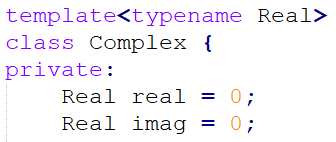 template<typename Real>
class Complex {
private:
    Real real = 0;
    Real imag = 0;